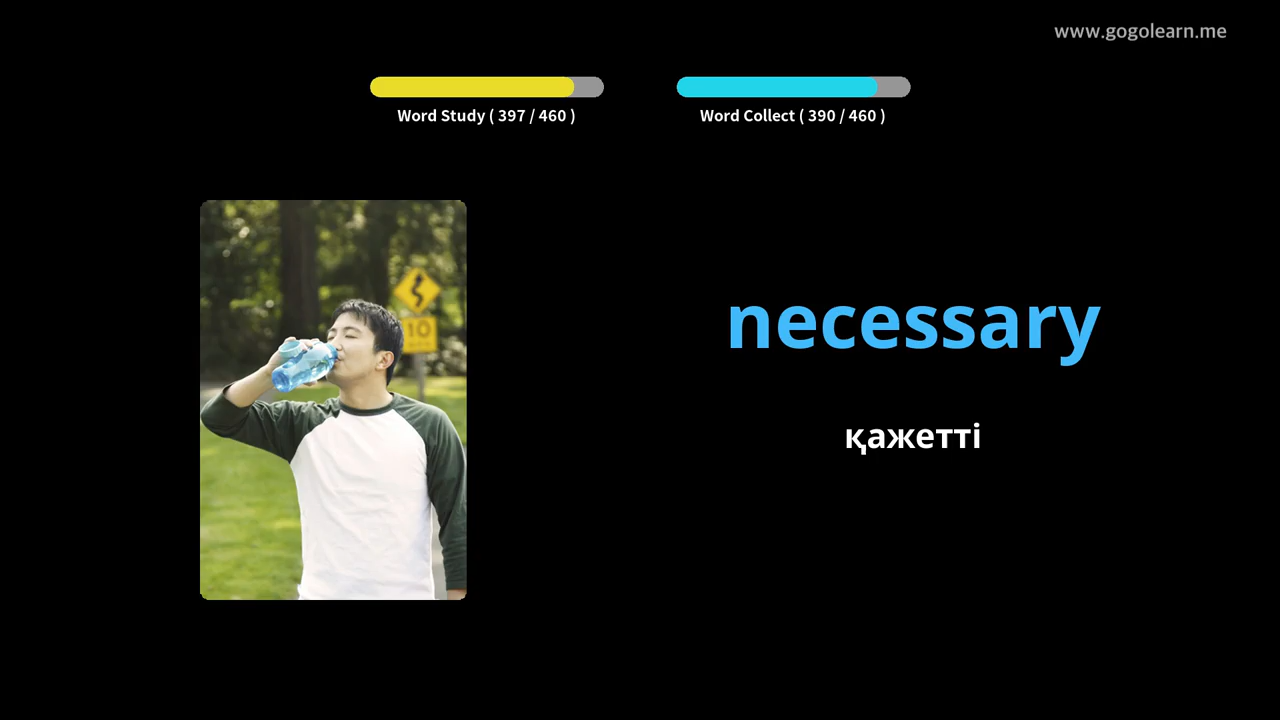 www.gogolearn.me
Word Study ( 397 / 460 )
Word Collect ( 390 / 460 )
10
necessary
қажетті